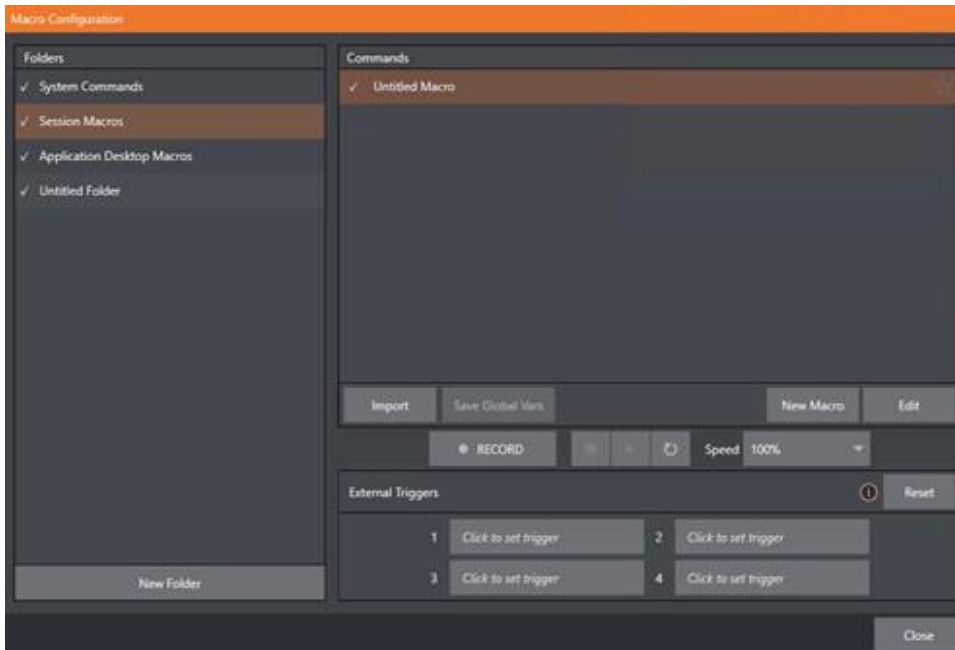 Macro Configuration
Folders
System Commands
Session Macros
Application Desktop Macros
Untitled Folder
New Folder
Commands
Untitled Macro
Import
Save Global Vars
New Macro
Edit
RECORD
Speed 100%
External Triggers
Reset
1 Click to set trigger
2 Click to set trigger
3 Click to set trigger
4 Click to set trigger
Close